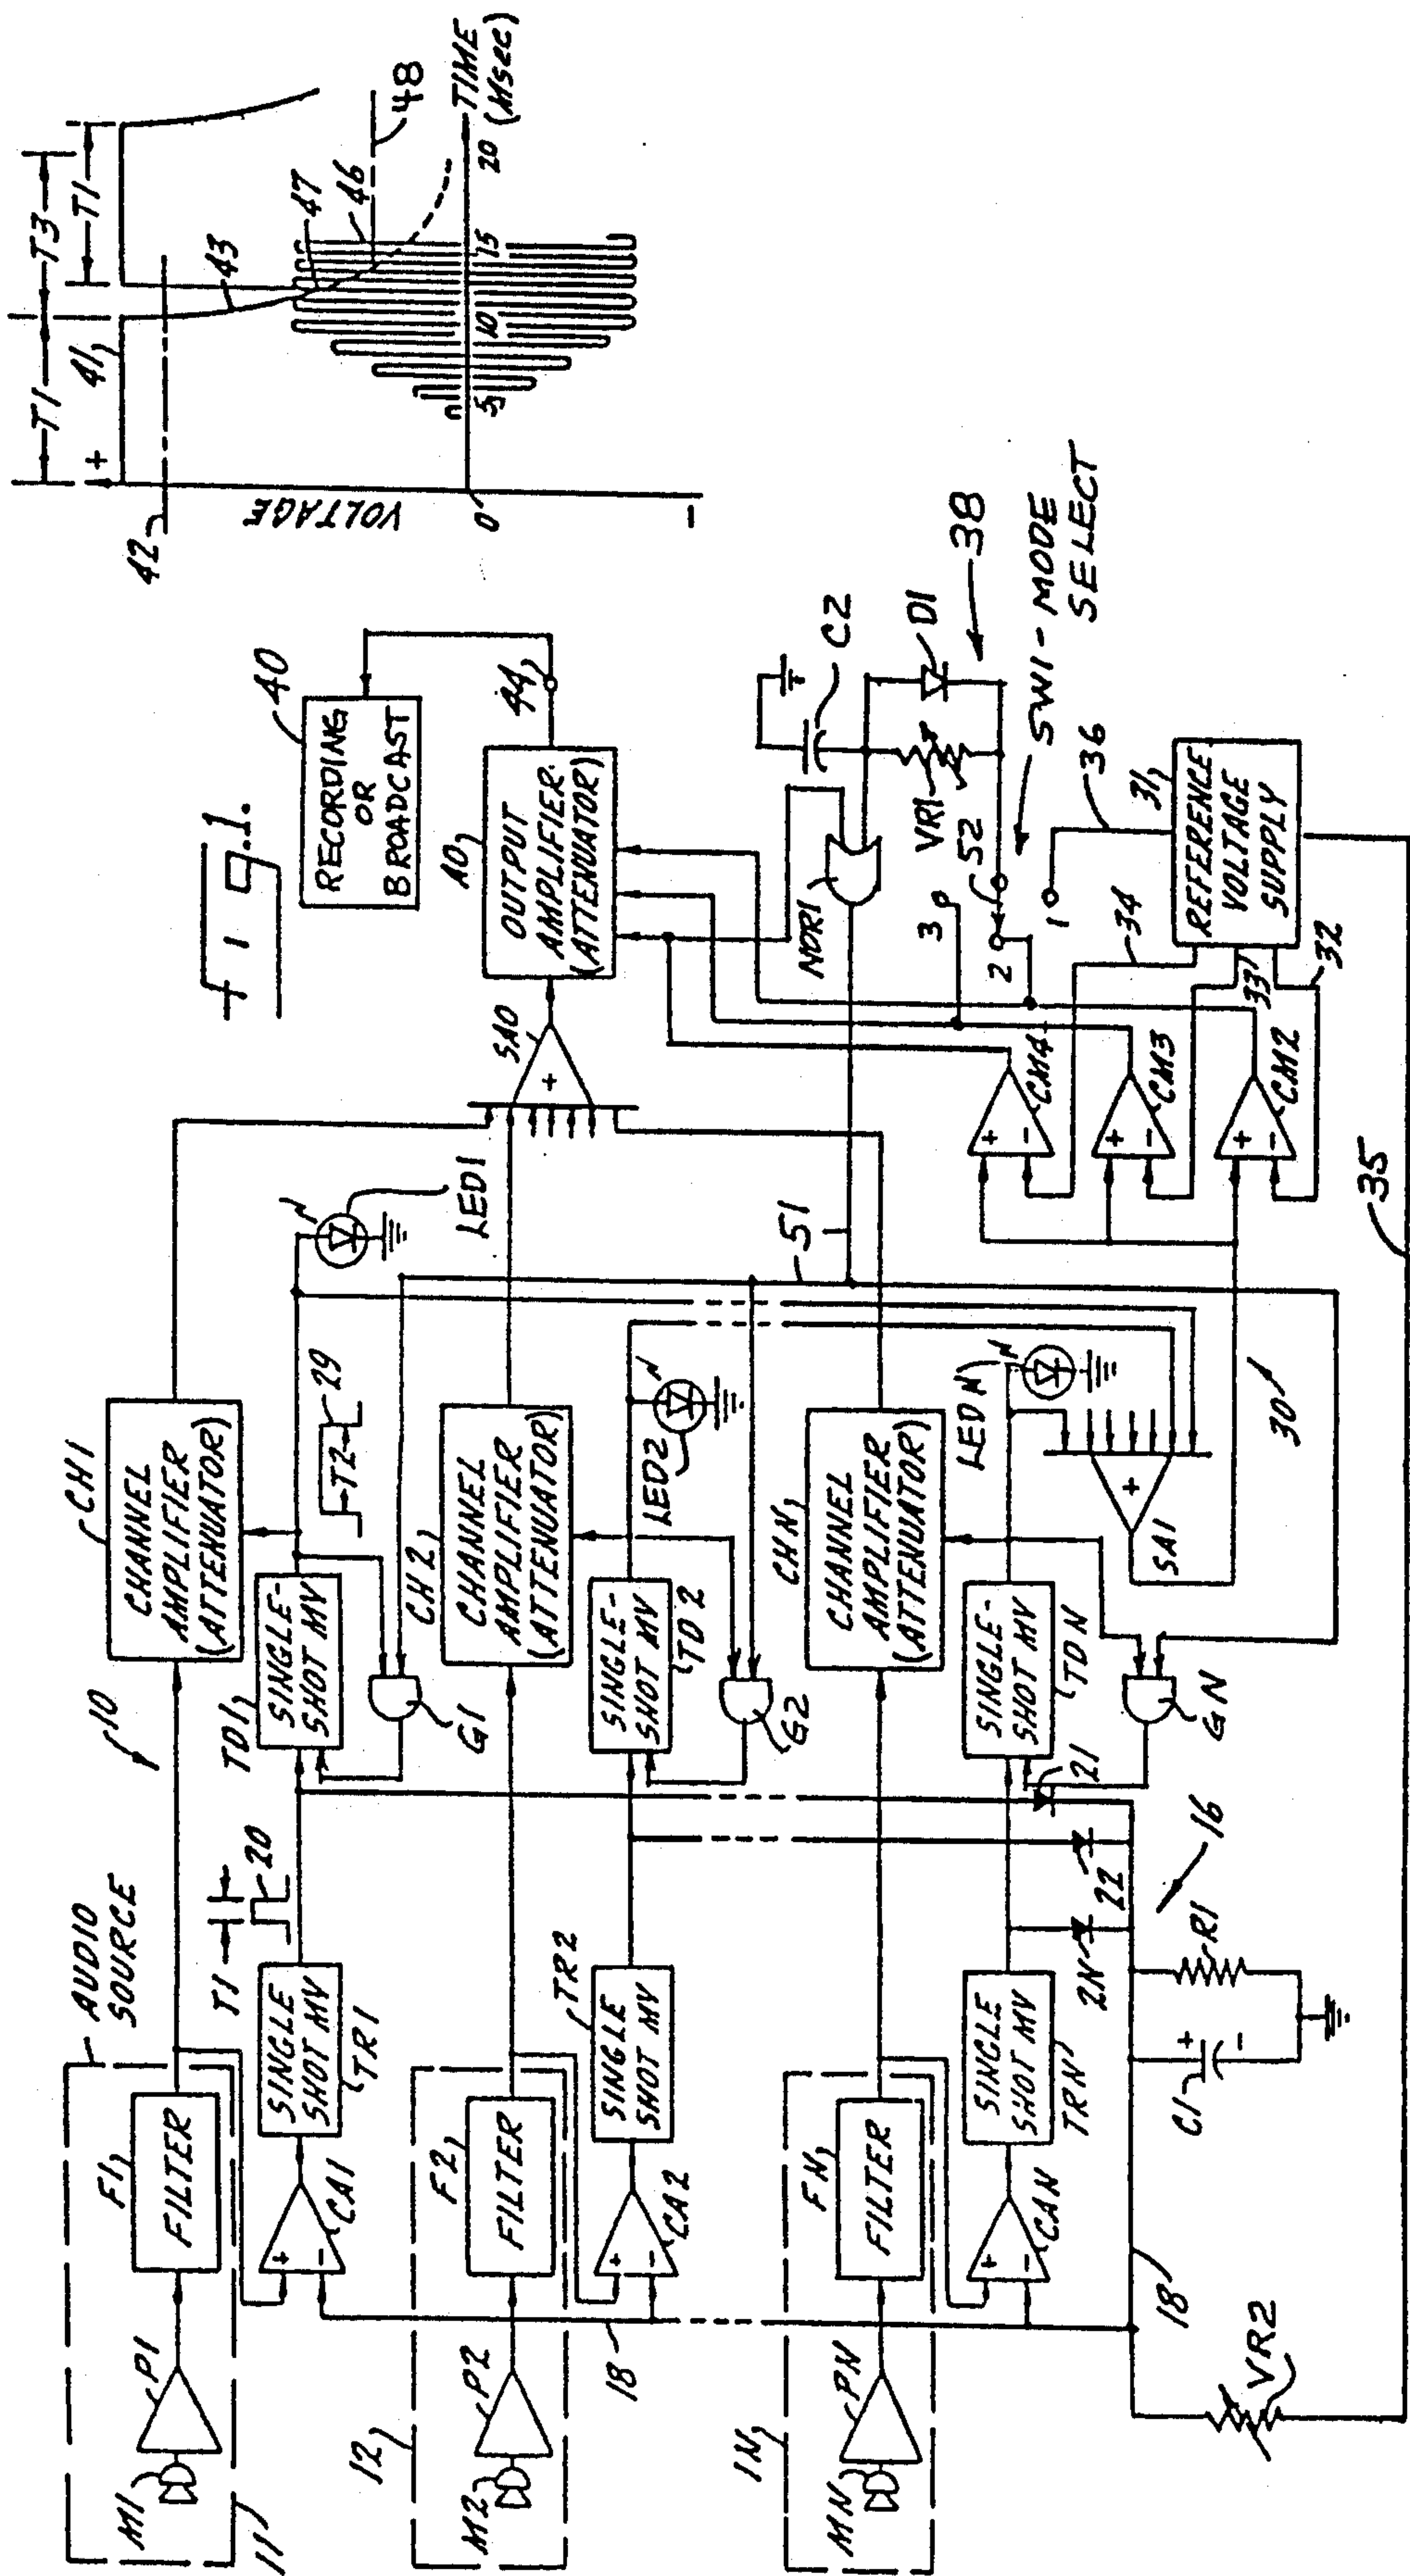 Fig.1.
10
AUDIO
SOURCE
11
M1
P1
F1
FILTER
CA1
+
-
T1
20
SINGLE
SHOT MV
TR1
TD1
SINGLE-
SHOT MV
G1
CH1
CHANNEL
AMPLIFIER
(ATTENUATOR)
T2
29
LED1
12
M2
P2
F2
FILTER
CA2
+
-
18
TR2
SINGLE
SHOT MV
CH2
CHANNEL
AMPLIFIER
(ATTENUATOR)
SINGLE-
SHOT MV
TD2
G2
LED2
51
1N
MN
PN
FN
FILTER
CAN
+
-
SINGLE
SHOT MV
TRN
CHN
CHANNEL
AMPLIFIER
(ATTENUATOR)
SINGLE-
SHOT MV
TDN
GN
LEDN
+
SA1
30
21
22
2N
16
R1
C1
+
-
18
VR2
35
SAO
+
AO
OUTPUT
AMPLIFIER
(ATTENUATOR)
44
40
RECORDING
OR
BROADCAST
NOR1
C2
VR1
D1
38
52
3
2
1
SW1-MODE
SELECT
36
+
-
CM4
+
-
CM3
+
-
CM2
34
33
32
31
REFERENCE
VOLTAGE
SUPPLY
T1
T3
T1
42
+
41
43
47
46
48
VOLTAGE
0
-
5
10
15
20
TIME
(Msec)